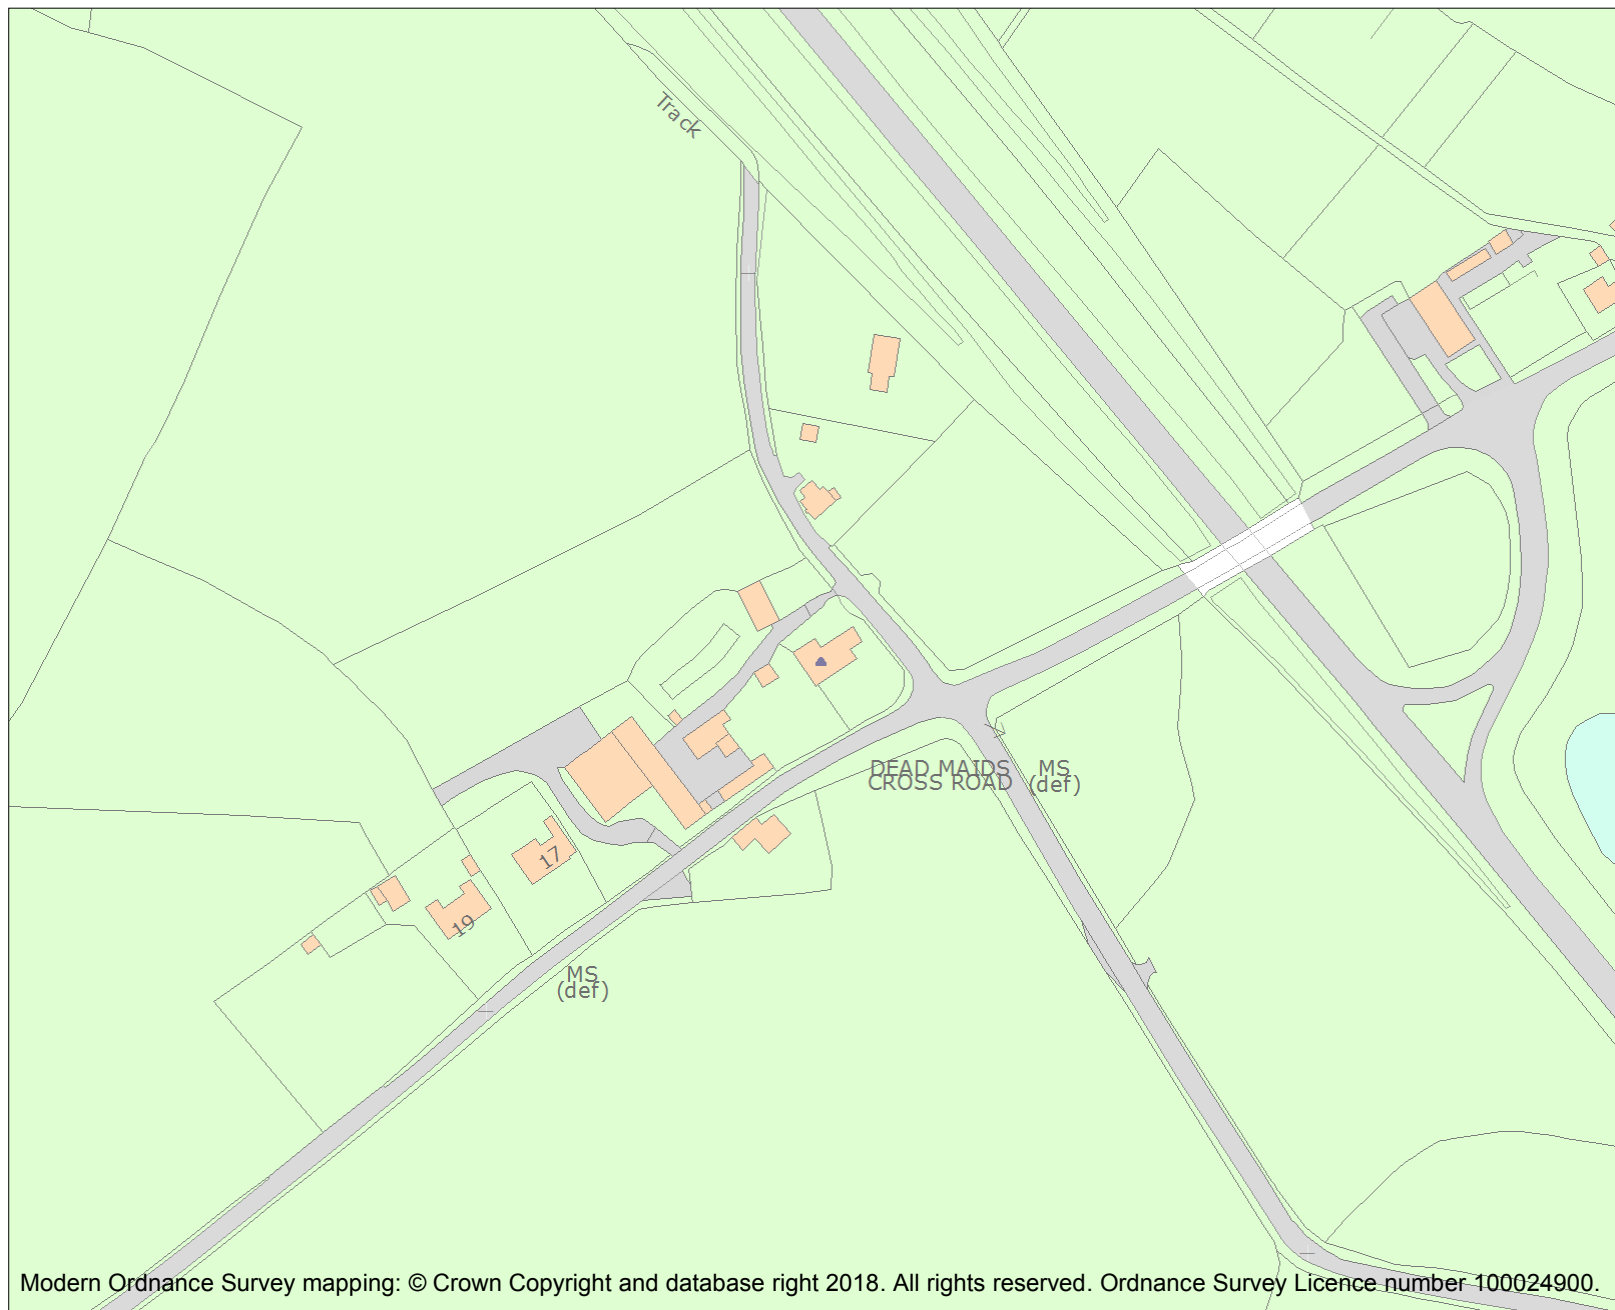 Track
DEAD MAIDS
CROSS ROAD
MS
(def)
17
19
MS
(def)
Modern Ordnance Survey mapping: © Crown Copyright and database right 2018. All rights reserved. Ordnance Survey Licence number 100024900.